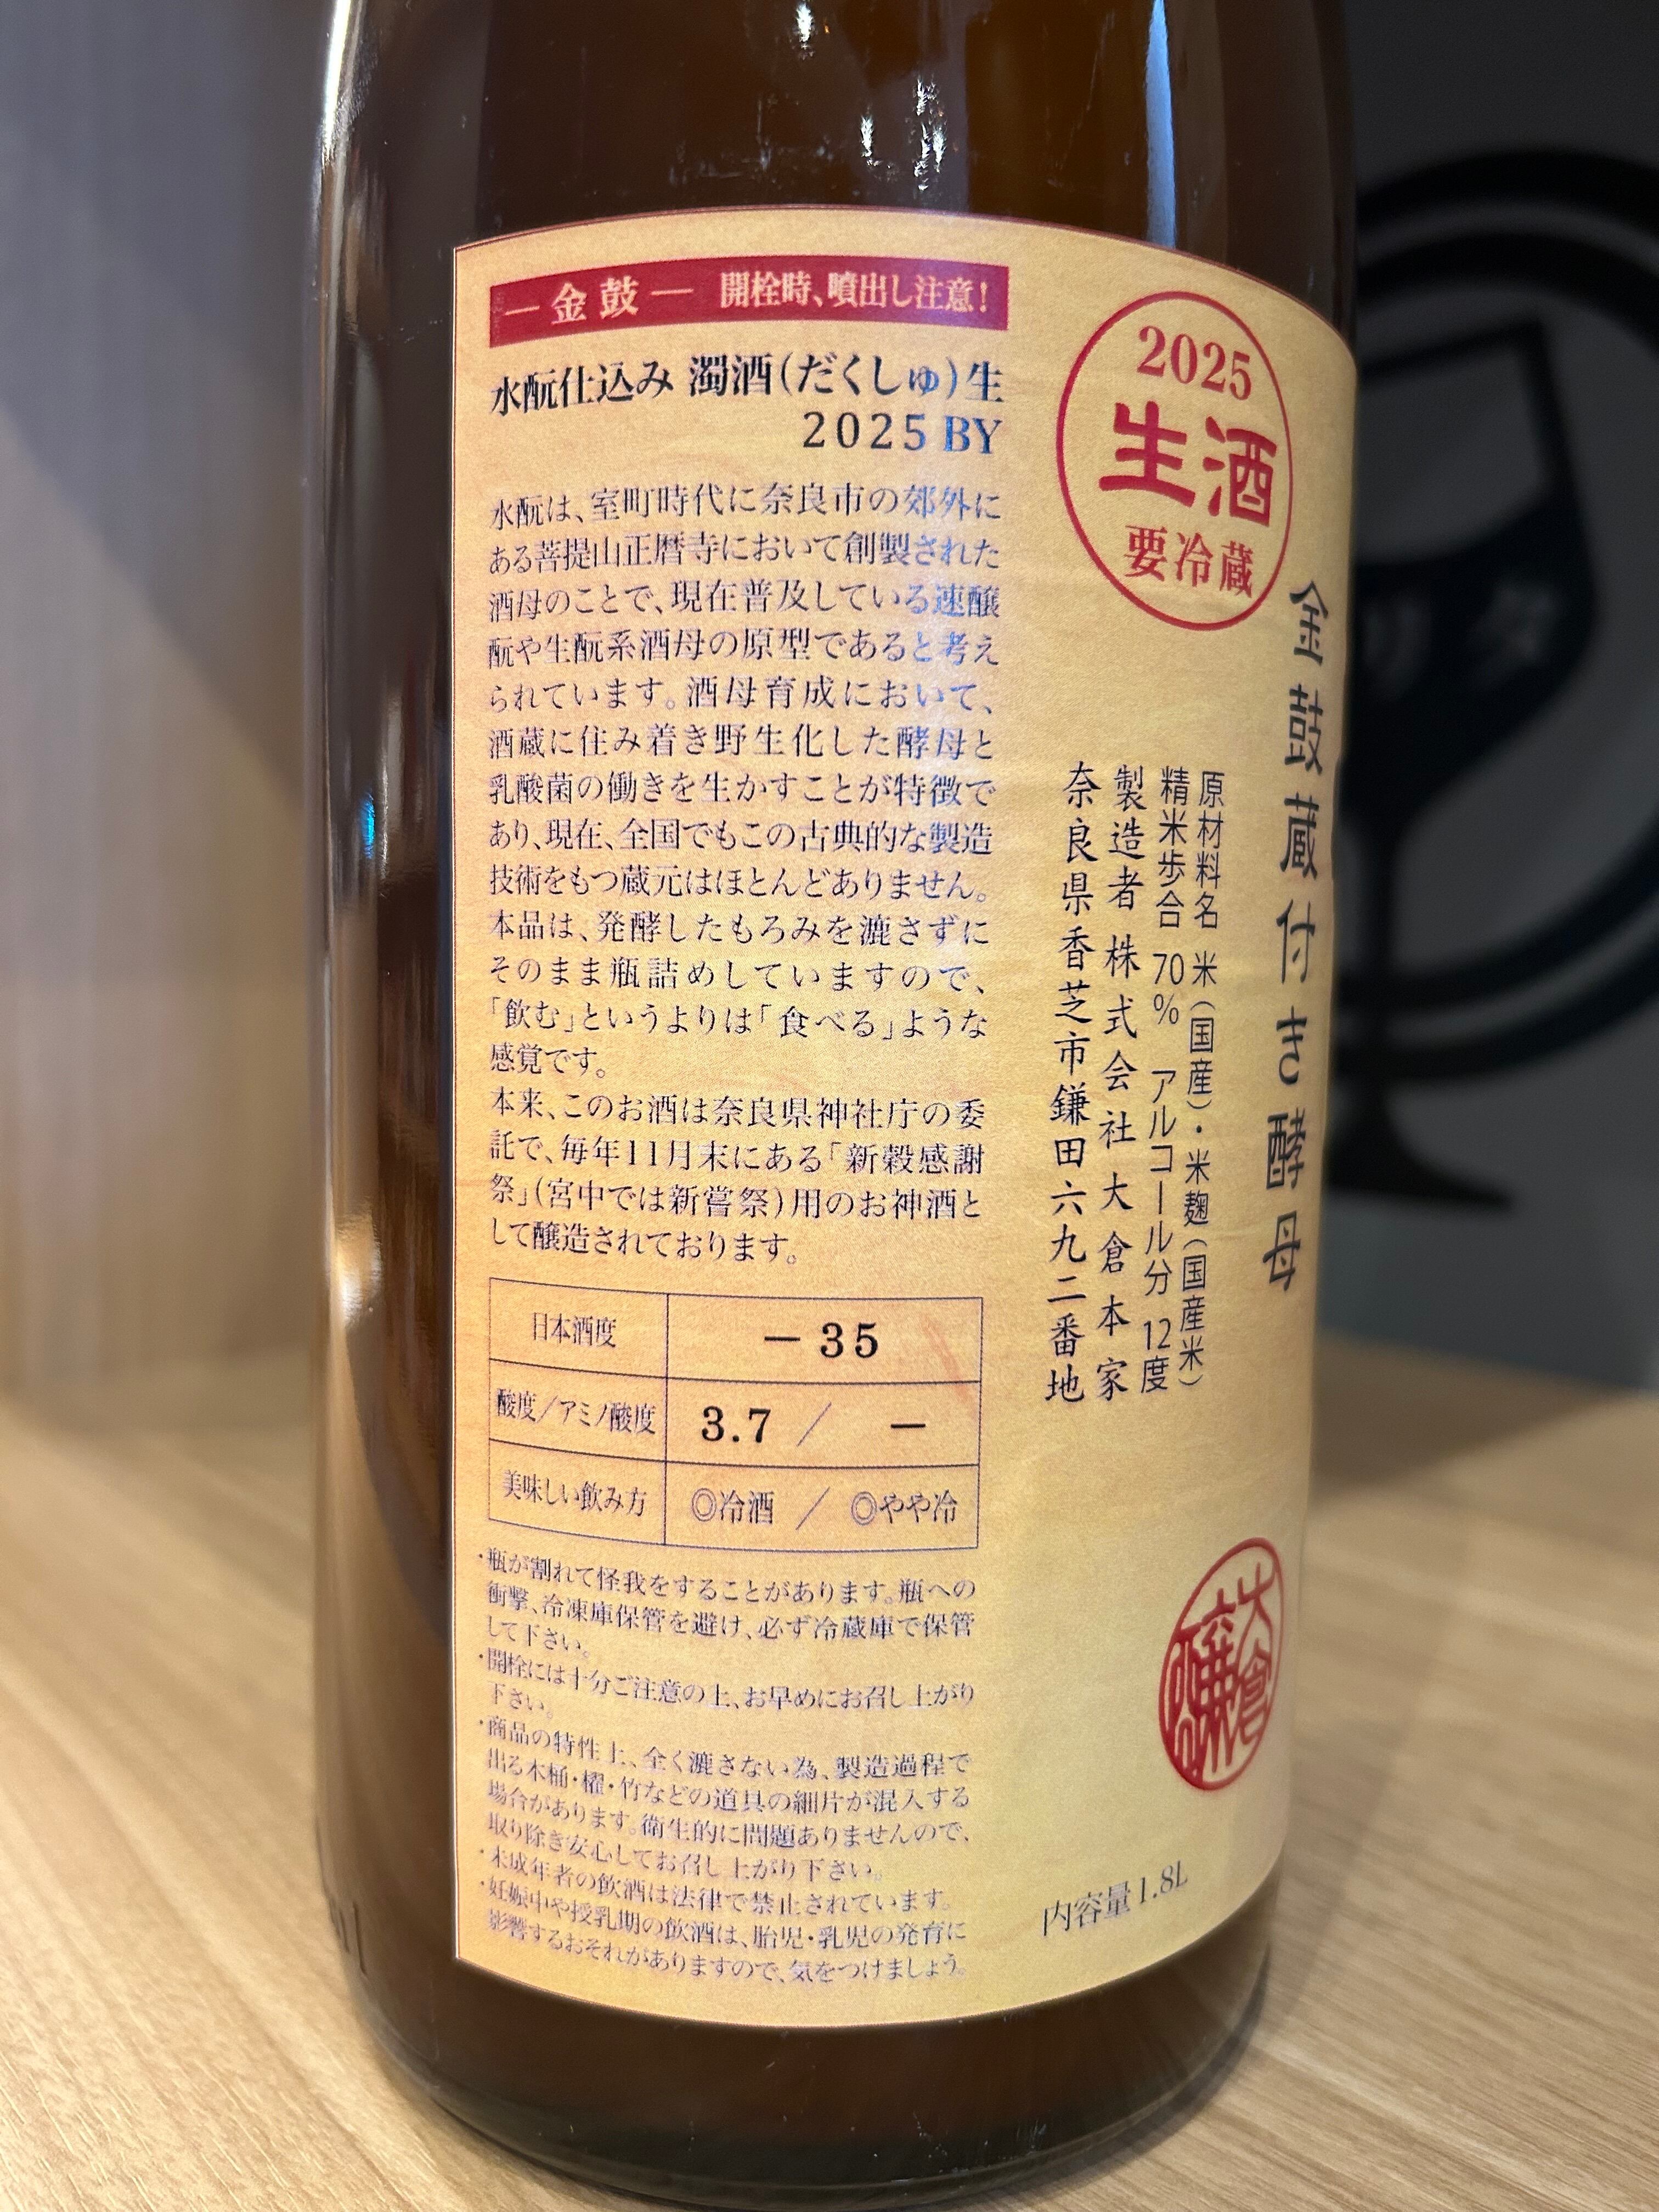 ― 金鼓 ― 開栓時、噴出し注意!
水酛仕込み 濁酒(だくしゅ)生
2025 BY
水酛は、室町時代に奈良市の郊外に
ある菩提山正暦寺において創製された
酒母のことで、現在普及している速醸
酛や生酛系酒母の原型であると考え
られています。酒母育成において、
酒蔵に住み着き野生化した酵母と
乳酸菌の働きを生かすことが特徴で
あり、現在、全国でもこの古典的な製造
技術をもつ蔵元はほとんどありません。
本品は、発酵したもろみを漉さずに
そのまま瓶詰めしていますので、
「飲む」というよりは「食べる」ような
感覚です。
本来、このお酒は奈良県神社庁の委
託で、毎年11月末にある「新穀感謝
祭」(宮中では新嘗祭)用のお神酒と
して醸造されております。
日本酒度 －35
酸度/アミノ酸度 3.7 / －
美味しい飲み方 ◎冷酒 / ◎やや冷
・瓶が割れて怪我をすることがあります。瓶への
衝撃、冷凍庫保管を避け、必ず冷蔵庫で保管
して下さい。
・開栓には十分ご注意の上、お早めにお召し上がり
下さい。
・商品の特性上、全く漉さない為、製造過程で
出る木桶・櫂・竹などの道具の細片が混入する
場合があります。衛生的に問題ありませんので、
取り除き安心してお召し上がり下さい。
・未成年者の飲酒は法律で禁止されています。
・妊娠中や授乳期の飲酒は、胎児・乳児の発育に
影響するおそれがありますので、気をつけましょう。
2025
生酒
要冷蔵
金鼓蔵付き酵母
原材料名 米(国産)・米麹(国産米)
精米歩合 70% アルコール分 12度
製造者 株式会社 大倉本家
奈良県香芝市鎌田六九二番地
大倉
内容量1.8L